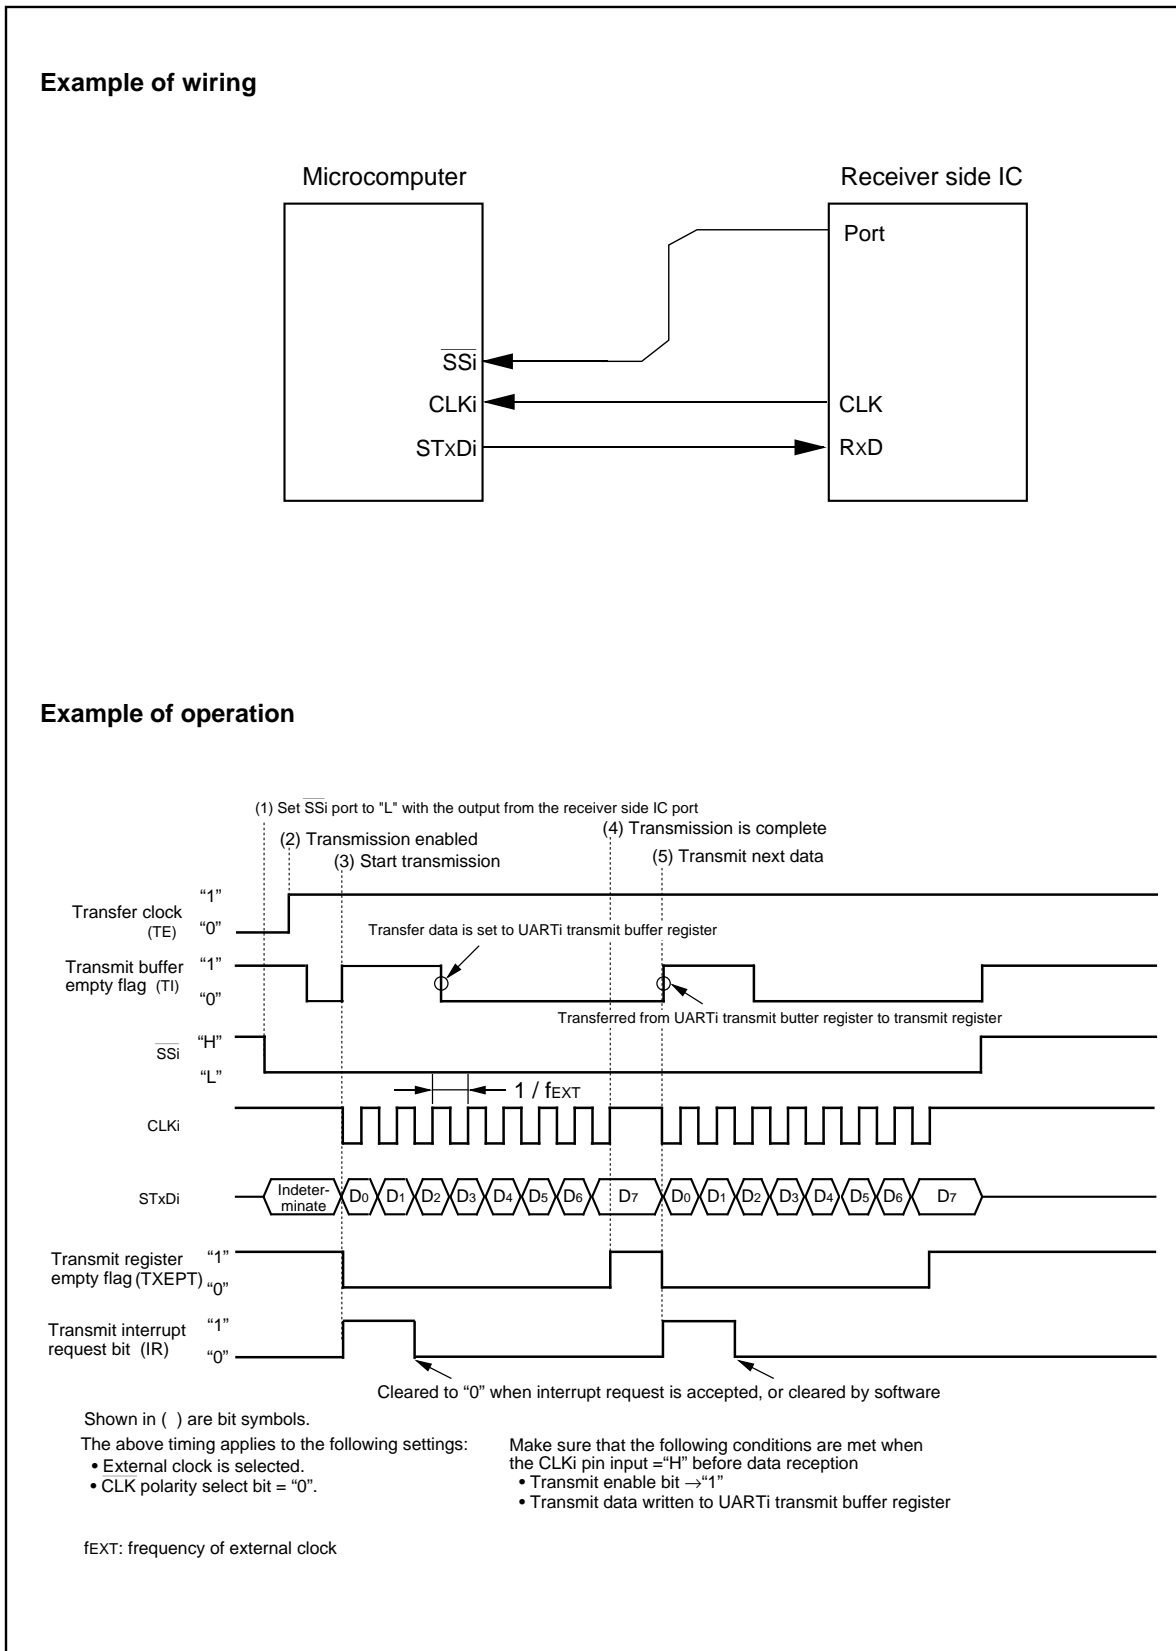 Example of wiring
Microcomputer
Receiver side IC
Port
SSi
CLKi
CLK
STxDi
RxD
Example of operation
(1) Set SSi port to "L" with the output from the receiver side IC port
(4) Transmission is complete
(2) Transmission enabled
(3) Start transmission
(5) Transmit next data
Transfer clock
(TE)
“1”
“0”
Transfer data is set to UARTi transmit buffer register
Transmit buffer
empty flag (TI)
“1”
“0”
Transferred from UARTi transmit butter register to transmit register
SSi
“H”
“L”
1 / fEXT
CLKi
STxDi
Indeter-
minate
D0 D1 D2 D3 D4 D5 D6 D7 D0 D1 D2 D3 D4 D5 D6 D7
Transmit register
empty flag (TXEPT)
“1”
“0”
Transmit interrupt
request bit (IR)
“1”
“0”
Cleared to “0” when interrupt request is accepted, or cleared by software
Shown in ( ) are bit symbols.
The above timing applies to the following settings:
• External clock is selected.
• CLK polarity select bit = “0”.
Make sure that the following conditions are met when
the CLKi pin input =“H” before data reception
• Transmit enable bit →“1”
• Transmit data written to UARTi transmit buffer register
fEXT: frequency of external clock